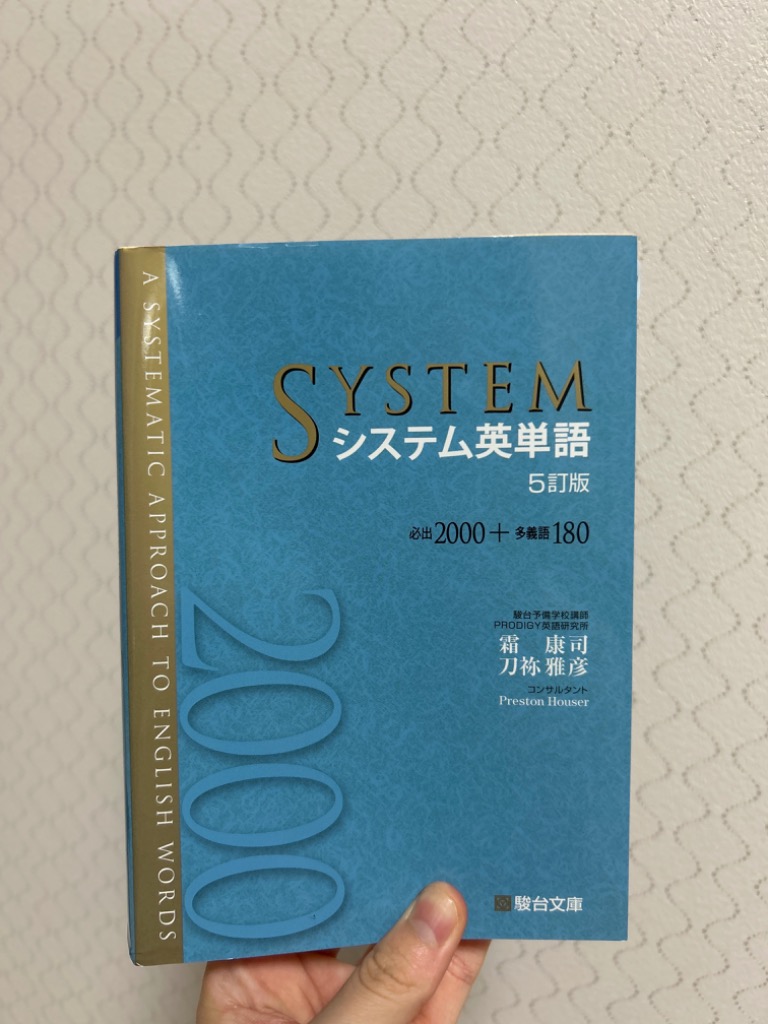 A SYSTEMATIC APPROACH TO ENGLISH WORDS
SYSTEM
システム英単語
5訂版
必出2000＋多義語180
駿台予備学校講師
PRODIGY英語研究所
霜 康司
刀祢 雅彦
コンサルタント
Preston Houser
2000
駿台文庫